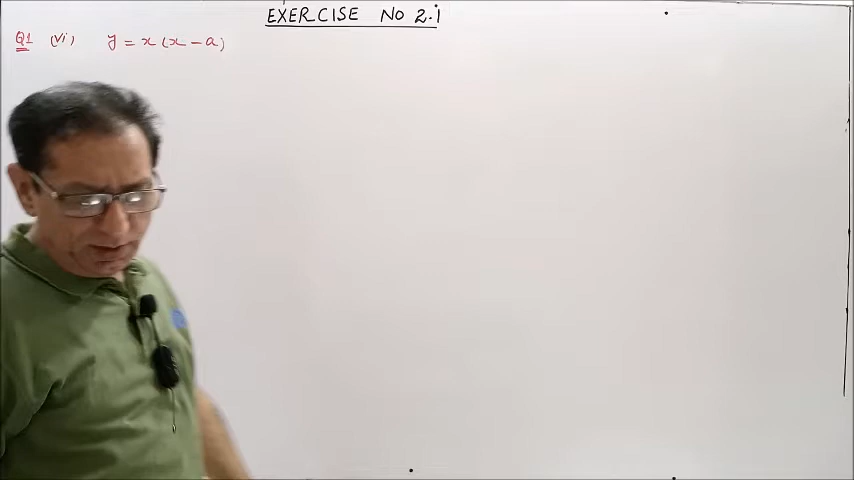 EXERCISE NO 2.1
Q1 (vi) y = x (x - a)